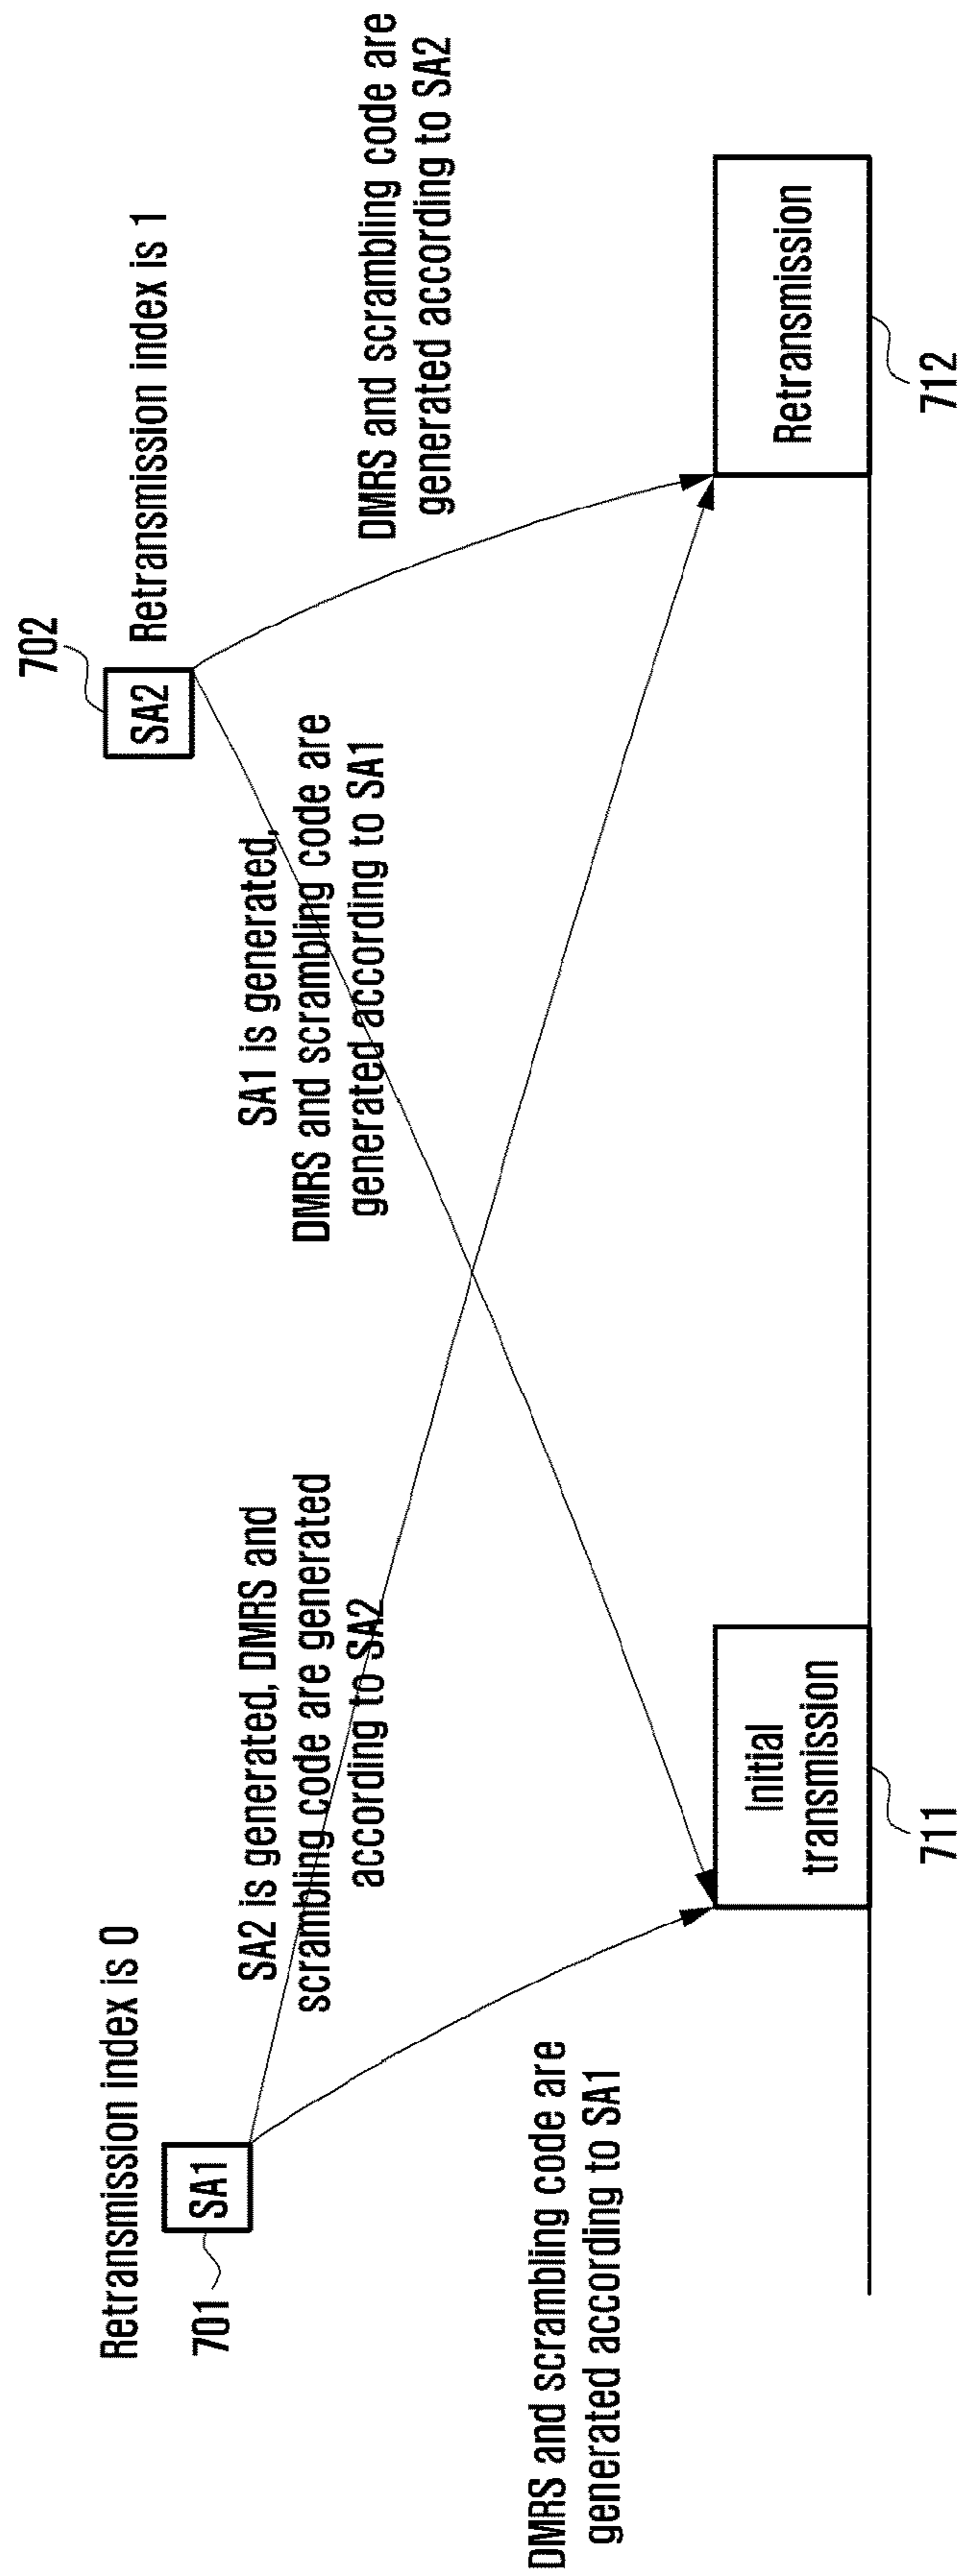 Retransmission index is 0
701
SA1
702
SA2
Retransmission index is 1
SA2 is generated, DMRS and
scrambling code are generated
according to SA2
SA1 is generated,
DMRS and scrambling code are
generated according to SA1
DMRS and scrambling code are
generated according to SA2
DMRS and scrambling code are
generated according to SA1
Initial
transmission
711
Retransmission
712